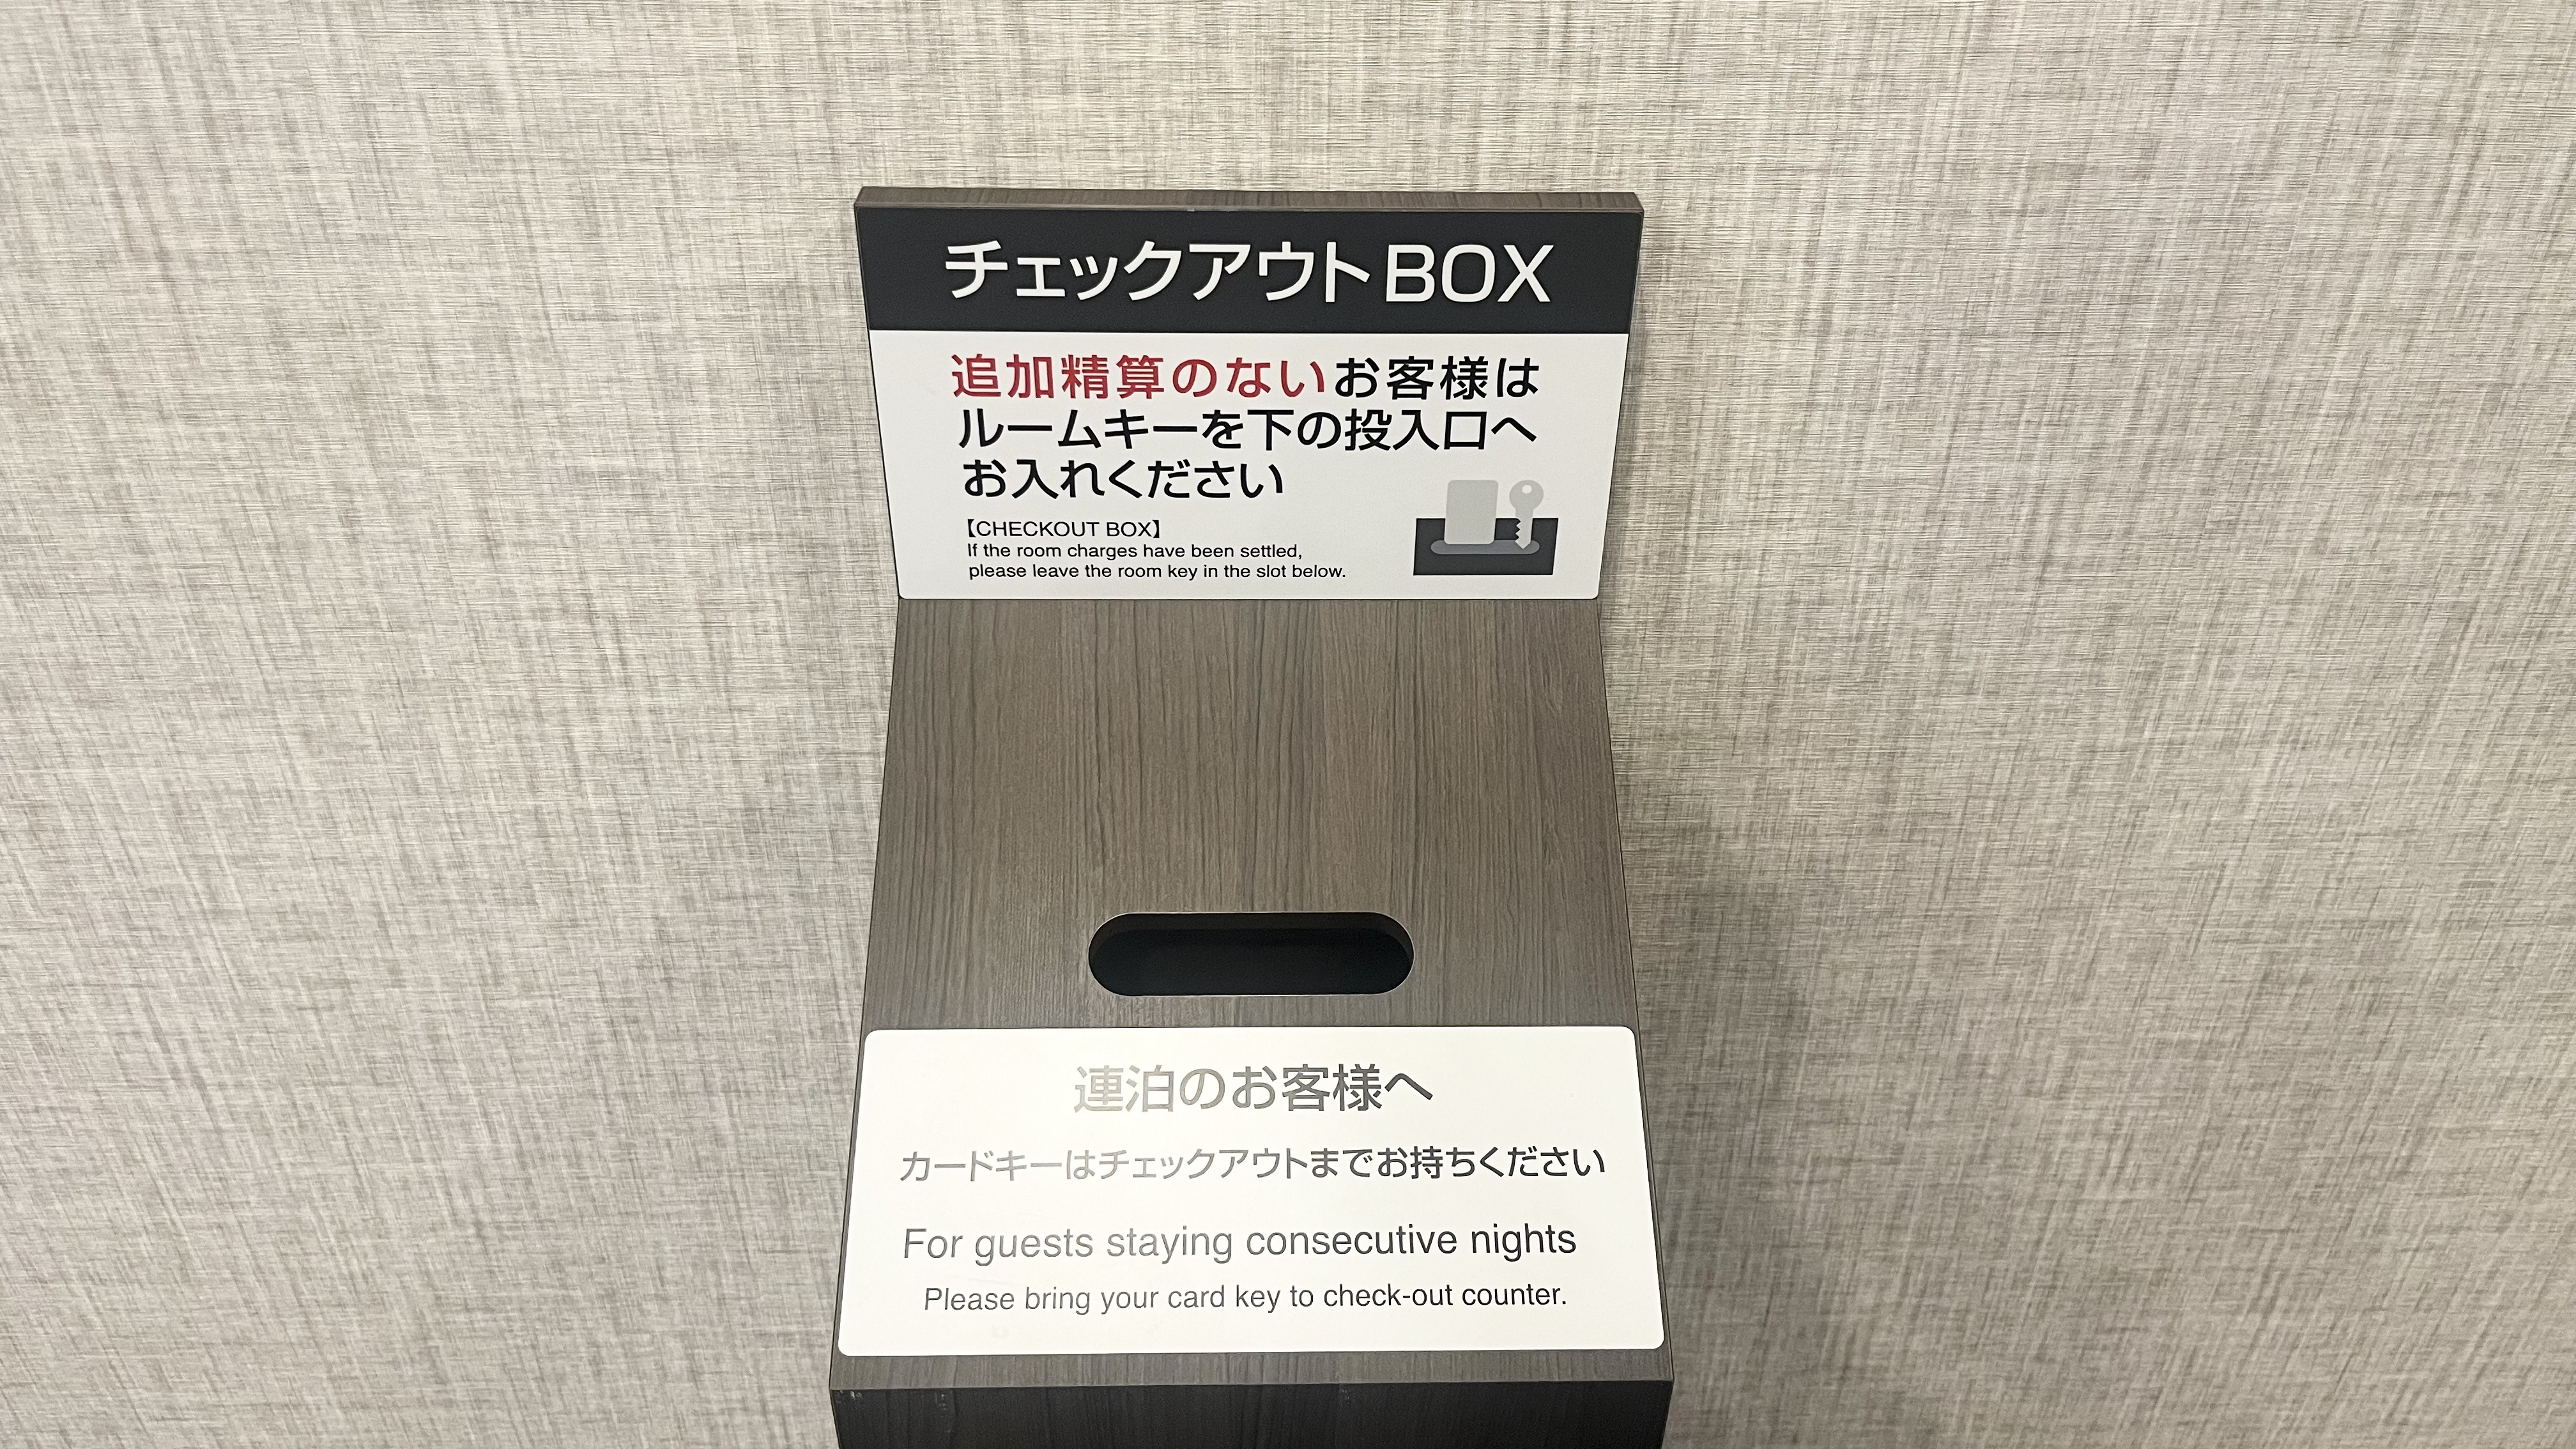 チェックアウトBOX
追加精算のないお客様は
ルームキーを下の投入口へ
お入れください
【CHECKOUT BOX】
If the room charges have been settled,
please leave the room key in the slot below.
連泊のお客様へ
カードキーはチェックアウトまでお持ちください
For guests staying consecutive nights
Please bring your card key to check-out counter.